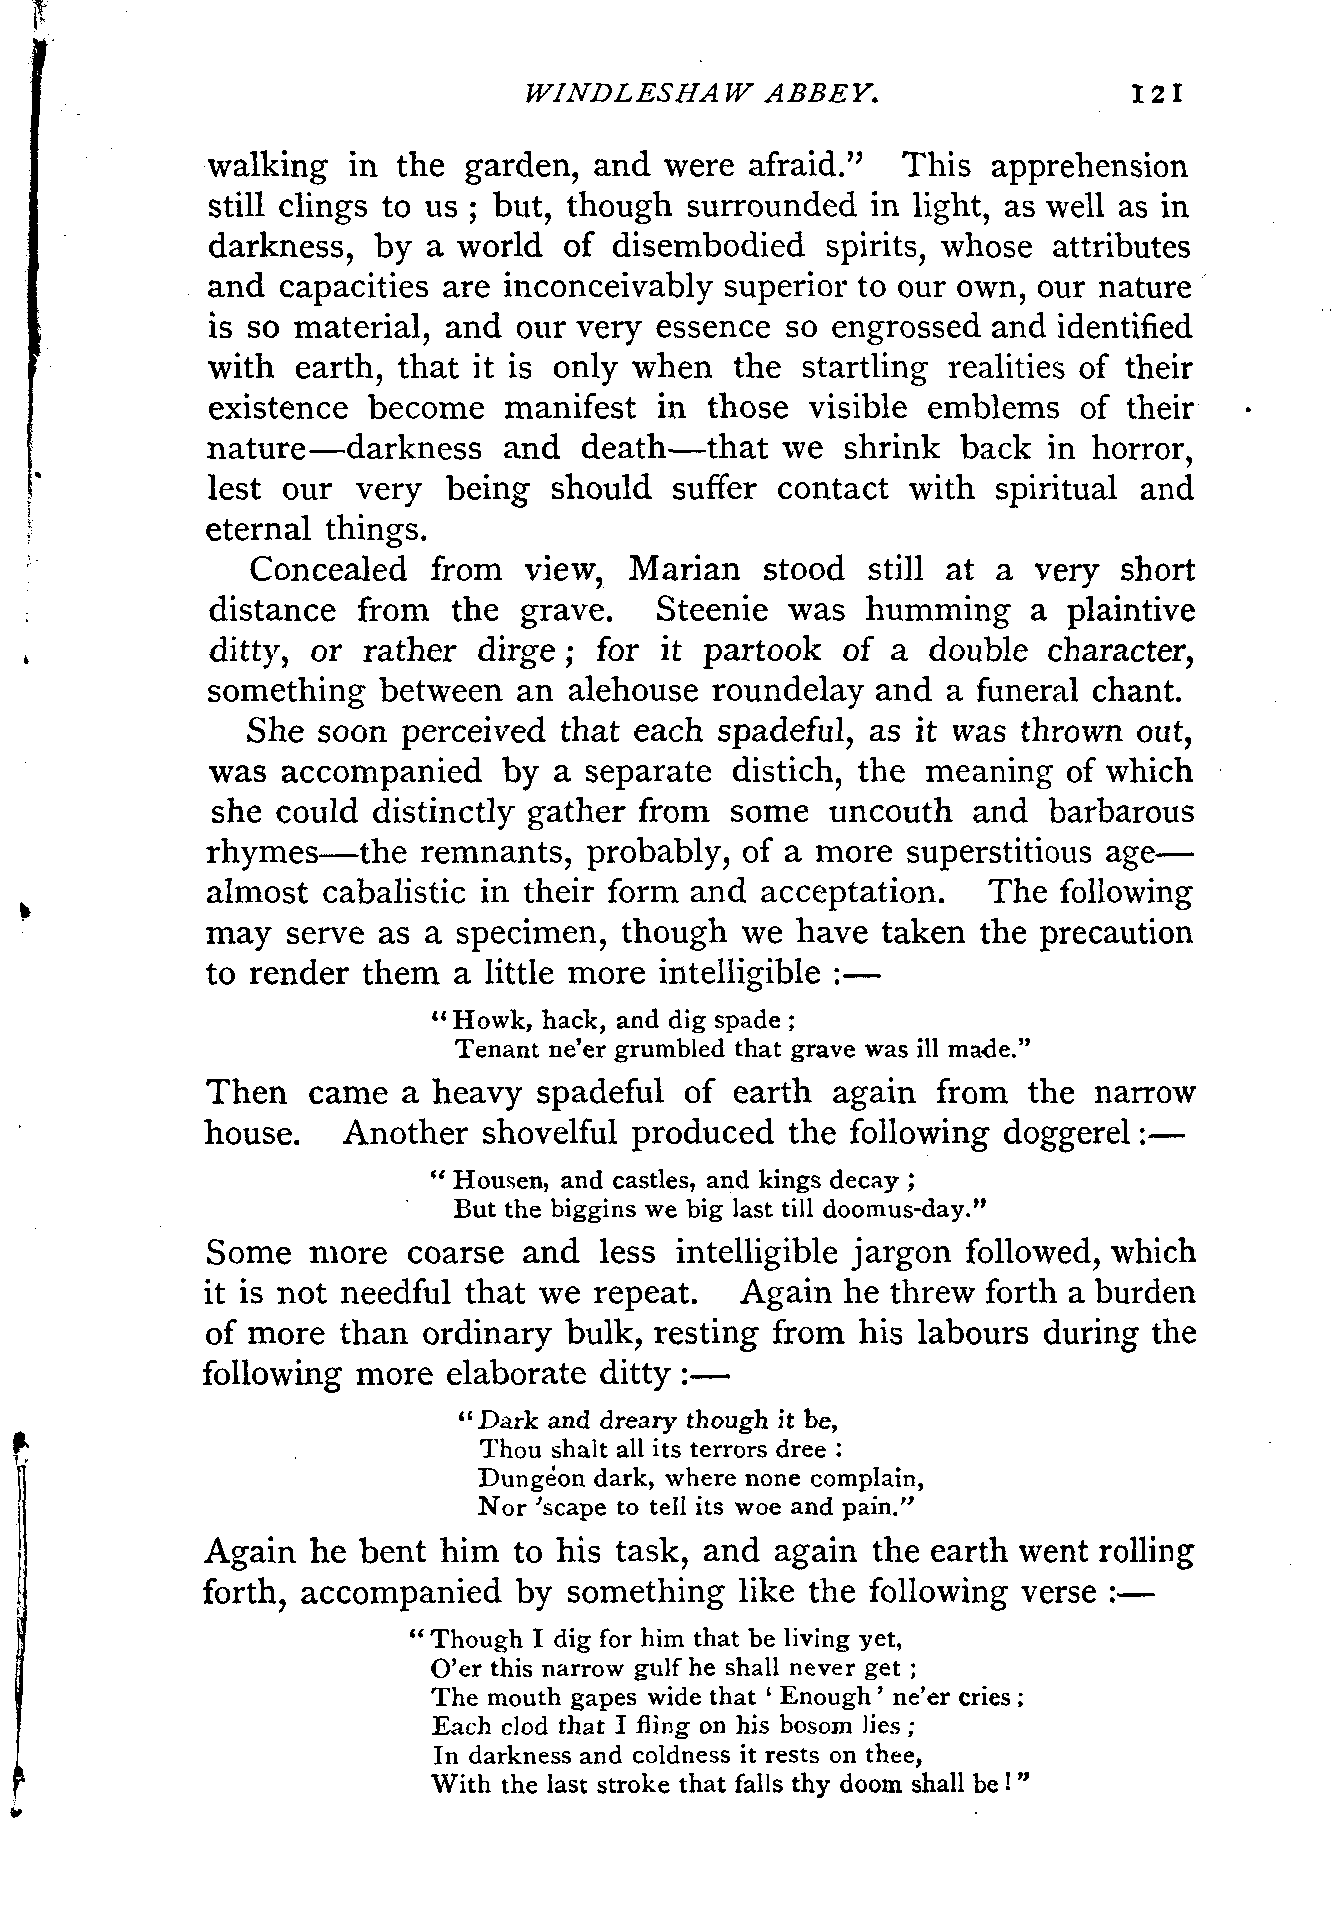 WINDLESHAW ABBEY. 121
walking in the garden, and were afraid.” This apprehension
still clings to us ; but, though surrounded in light, as well as in
darkness, by a world of disembodied spirits, whose attributes
and capacities are inconceivably superior to our own, our nature
is so material, and our very essence so engrossed and identified
with earth, that it is only when the startling realities of their
existence become manifest in those visible emblems of their
nature—darkness and death—that we shrink back in horror,
lest our very being should suffer contact with spiritual and
eternal things.
Concealed from view, Marian stood still at a very short
distance from the grave. Steenie was humming a plaintive
ditty, or rather dirge ; for it partook of a double character,
something between an alehouse roundelay and a funeral chant.
She soon perceived that each spadeful, as it was thrown out,
was accompanied by a separate distich, the meaning of which
she could distinctly gather from some uncouth and barbarous
rhymes—the remnants, probably, of a more superstitious age—
almost cabalistic in their form and acceptation. The following
may serve as a specimen, though we have taken the precaution
to render them a little more intelligible :—
“ Howk, hack, and dig spade ;
Tenant ne’er grumbled that grave was ill made.”
Then came a heavy spadeful of earth again from the narrow
house. Another shovelful produced the following doggerel :—
“ Housen, and castles, and kings decay ;
But the biggins we big last till doomus-day.”
Some more coarse and less intelligible jargon followed, which
it is not needful that we repeat. Again he threw forth a burden
of more than ordinary bulk, resting from his labours during the
following more elaborate ditty :—
“ Dark and dreary though it be,
Thou shalt all its terrors dree :
Dungeon dark, where none complain,
Nor ’scape to tell its woe and pain.”
Again he bent him to his task, and again the earth went rolling
forth, accompanied by something like the following verse :—
“ Though I dig for him that be living yet,
O’er this narrow gulf he shall never get ;
The mouth gapes wide that ‘ Enough ’ ne’er cries ;
Each clod that I fling on his bosom lies ;
In darkness and coldness it rests on thee,
With the last stroke that falls thy doom shall be ! ”